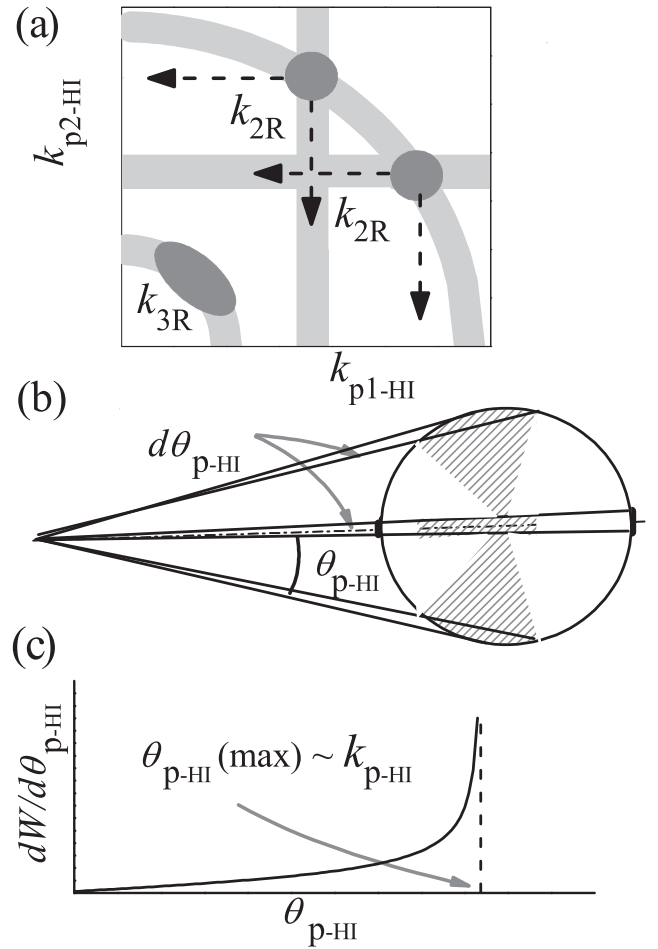 (a)
k_p2-HI
k_2R
k_2R
k_3R
k_p1-HI
(b)
dθ_p-HI
θ_p-HI
(c)
dW/dθ_p-HI
θ_p-HI (max) ~ k_p-HI
θ_p-HI